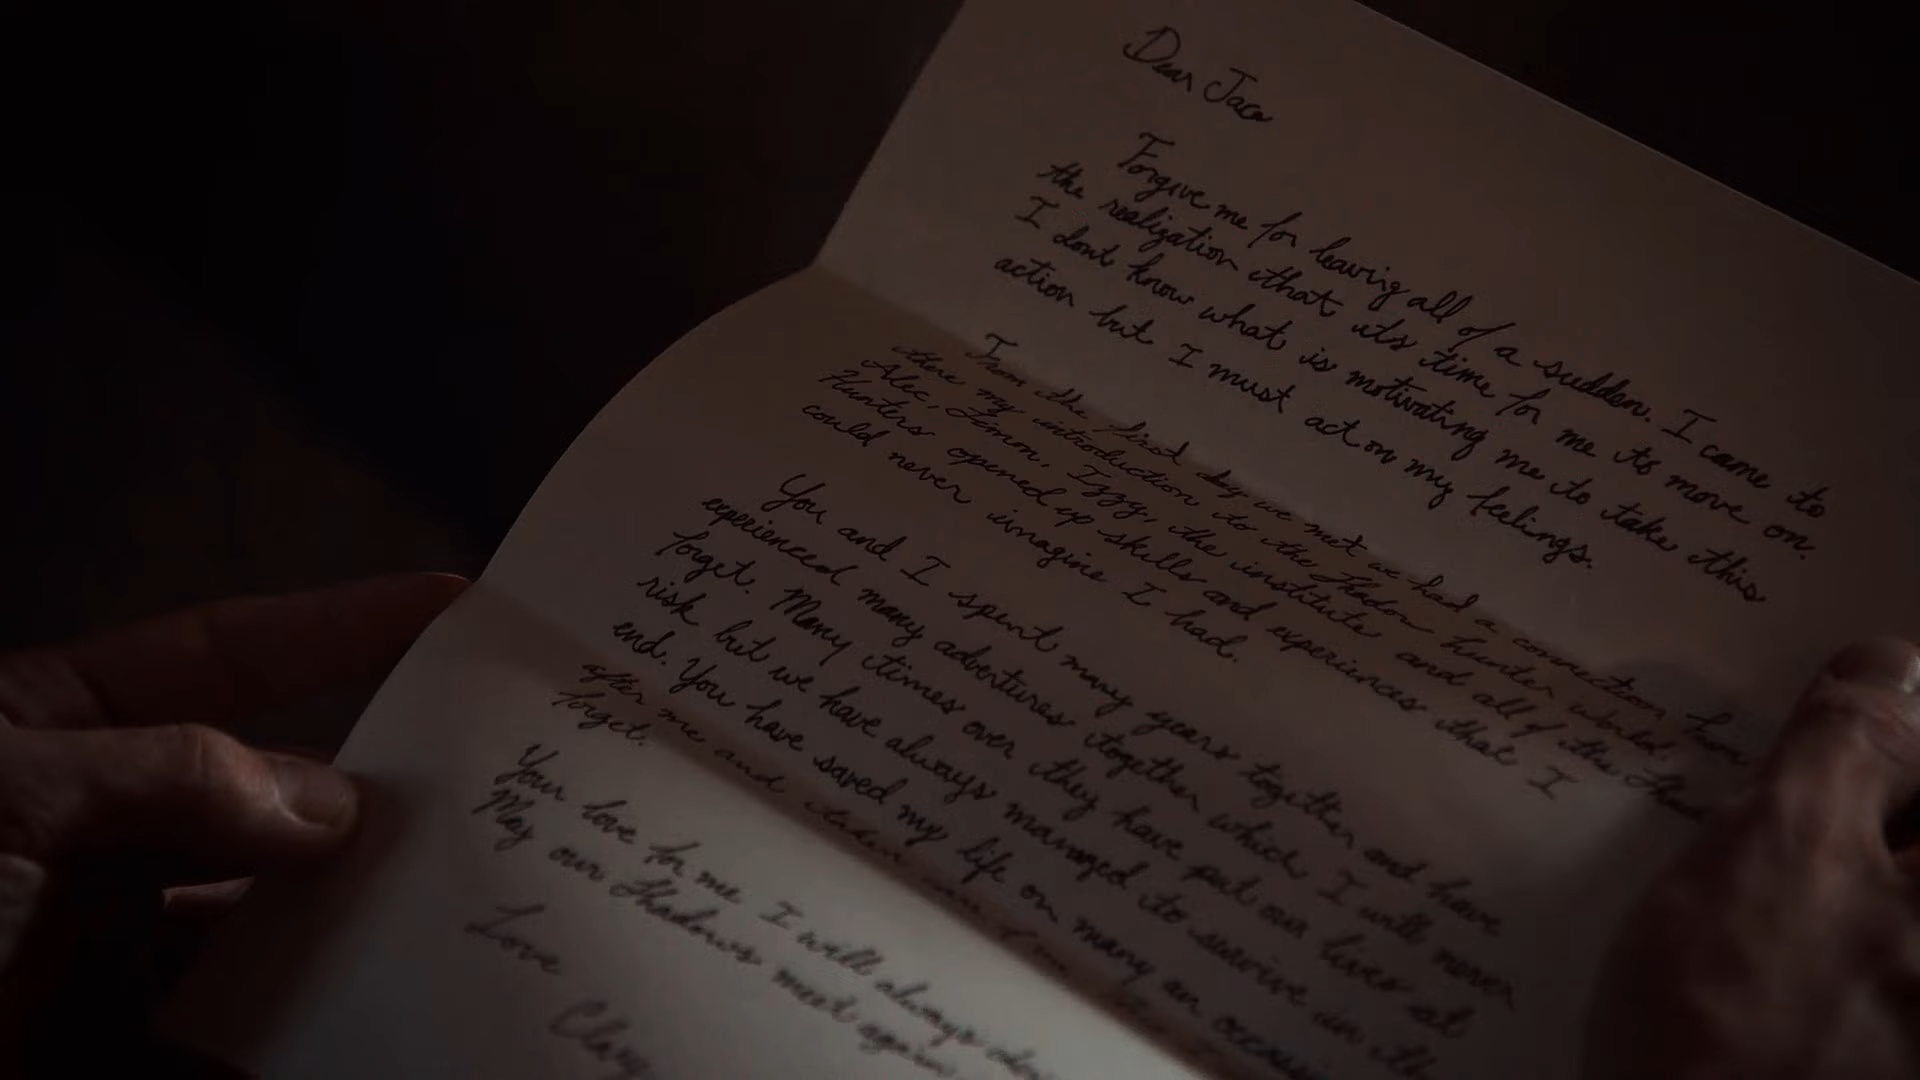 Dear Jace
Forgive me for leaving all of a sudden. I came to
the realization that its time for me to move on.
I dont know what is motivating me to take this
action but I must act on my feelings.
From the first day we met we had a connection from
there my introduction to the Shadow hunter world.
Alec, Simon, Izzy, the institute and all of the Shadow
Hunters opened up skills and experiences that I
could never imagine I had.
You and I spent many years together and have
experienced many adventures together which I will never
forget. Many times over they have put our lives at
risk but we have always managed to survive in the
end. You have saved my life on many an occasion
after me and
forget.
Your love for me I will always
May our Shadows meet again.
Love Clary